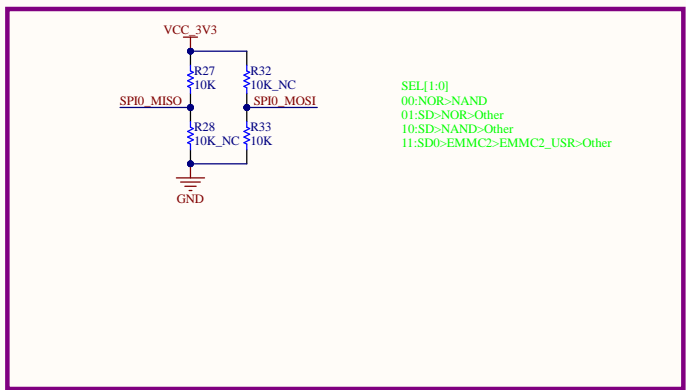 VCC_3V3
R27
10K
R32
10K_NC
SPI0_MISO
SPI0_MOSI
R28
10K_NC
R33
10K
GND
SEL[1:0]
00:NOR>NAND
01:SD>NOR>Other
10:SD>NAND>Other
11:SD0>EMMC2>EMMC2_USR>Other